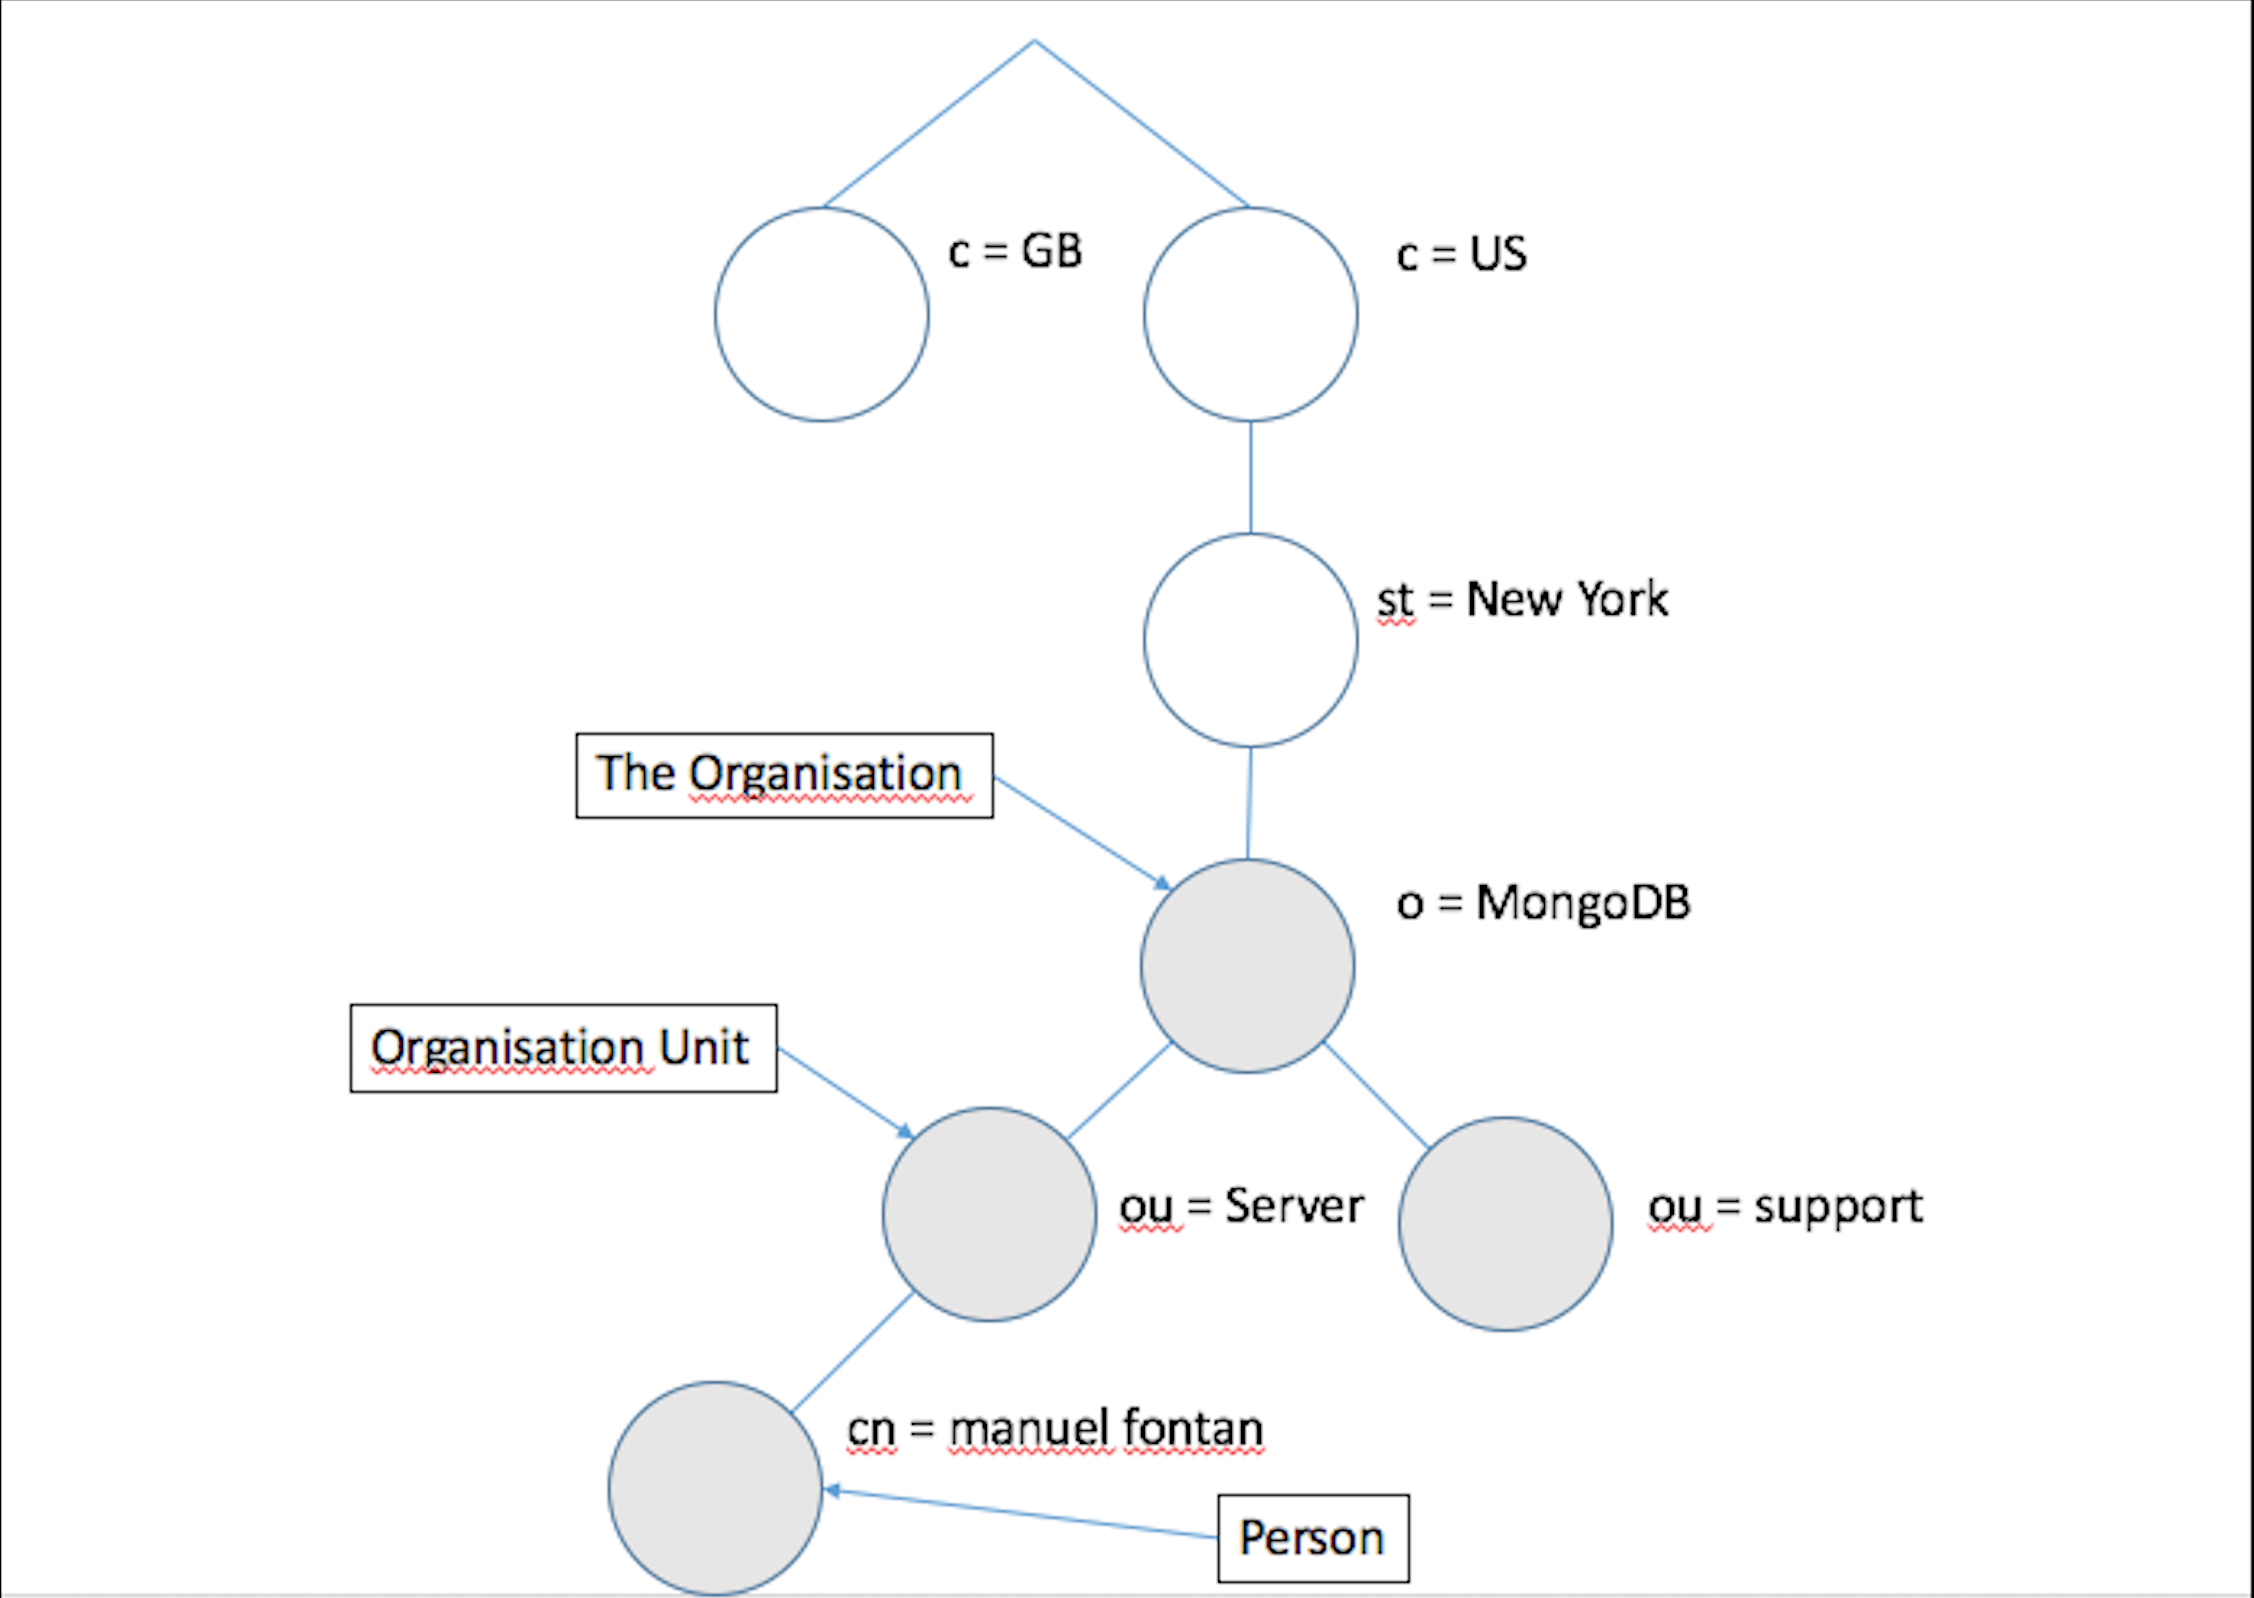 c = GB
c = US
st = New York
The Organisation
o = MongoDB
Organisation Unit
ou = Server
ou = support
cn = manuel fontan
Person